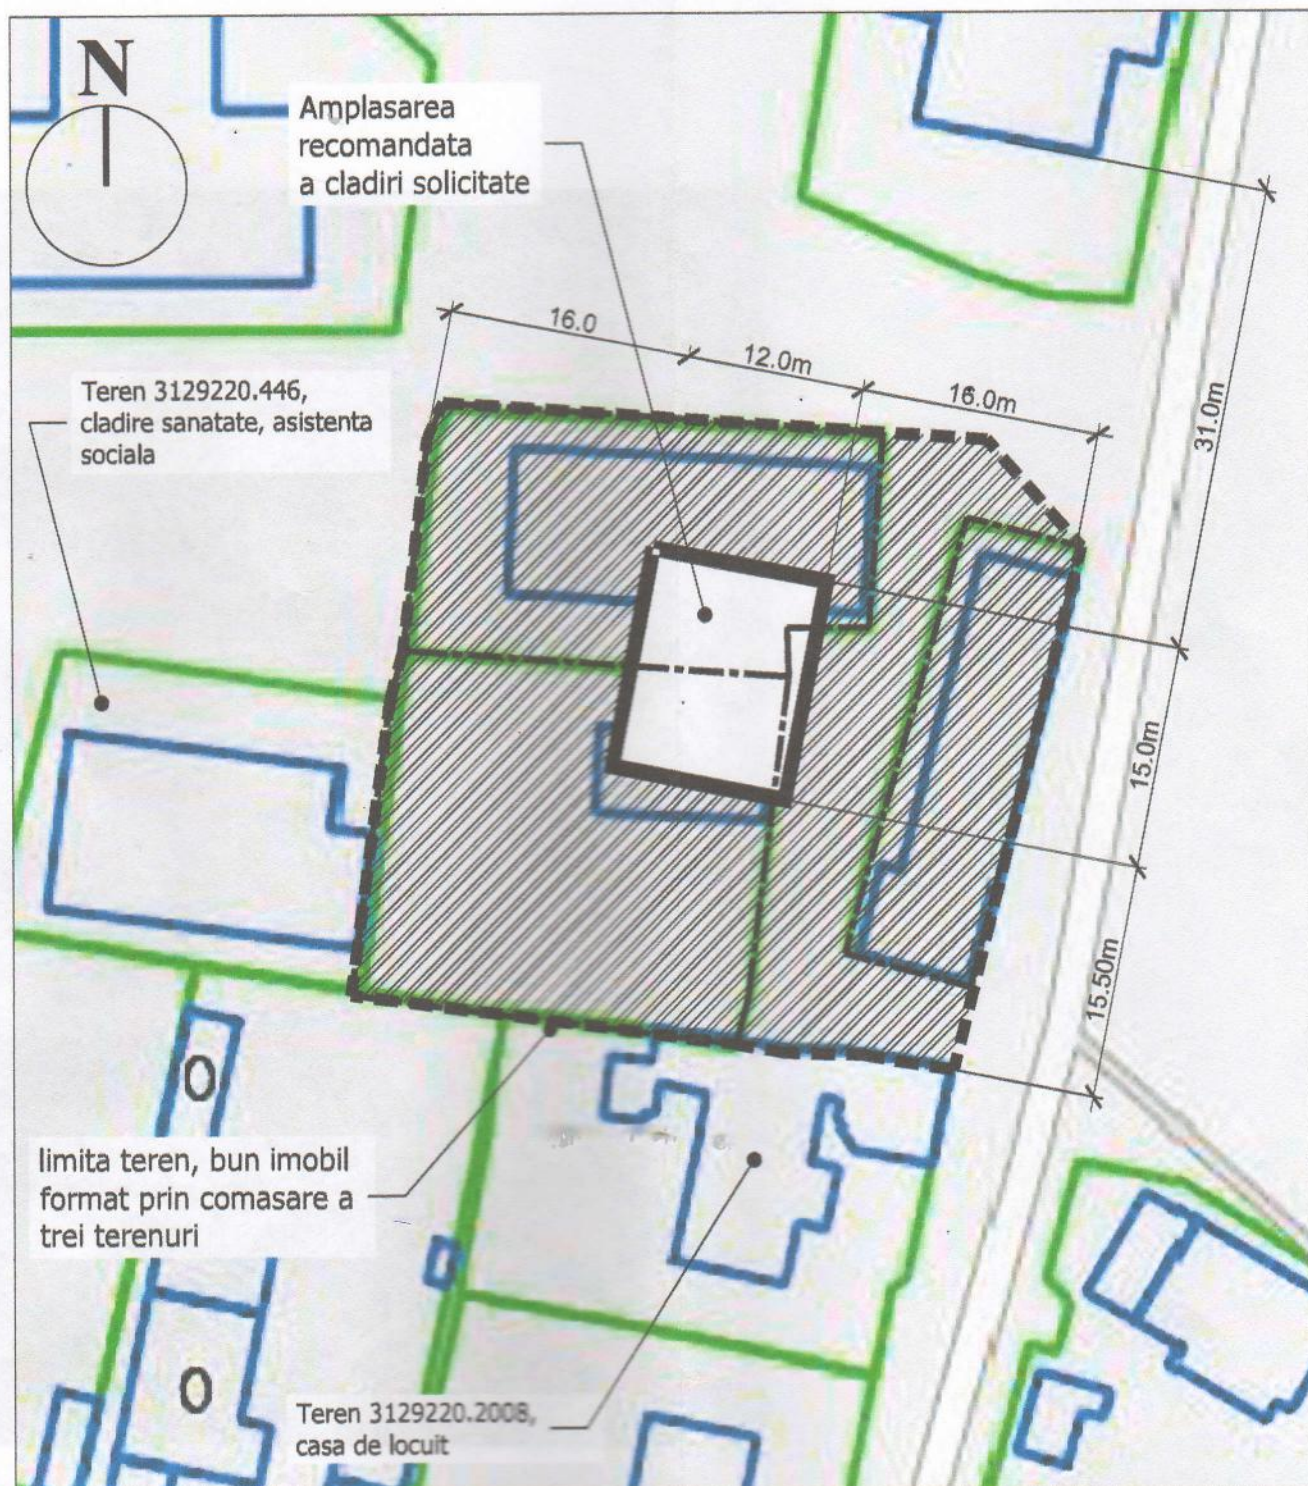 N
Amplasarea
recomandata
a cladiri solicitate
16.0
12.0m
16.0m
31.0m
Teren 3129220.446,
cladire sanatate, asistenta
sociala
15.0m
15.50m
O
limita teren, bun imobil
format prin comasare a
trei terenuri
O
Teren 3129220.2008,
casa de locuit